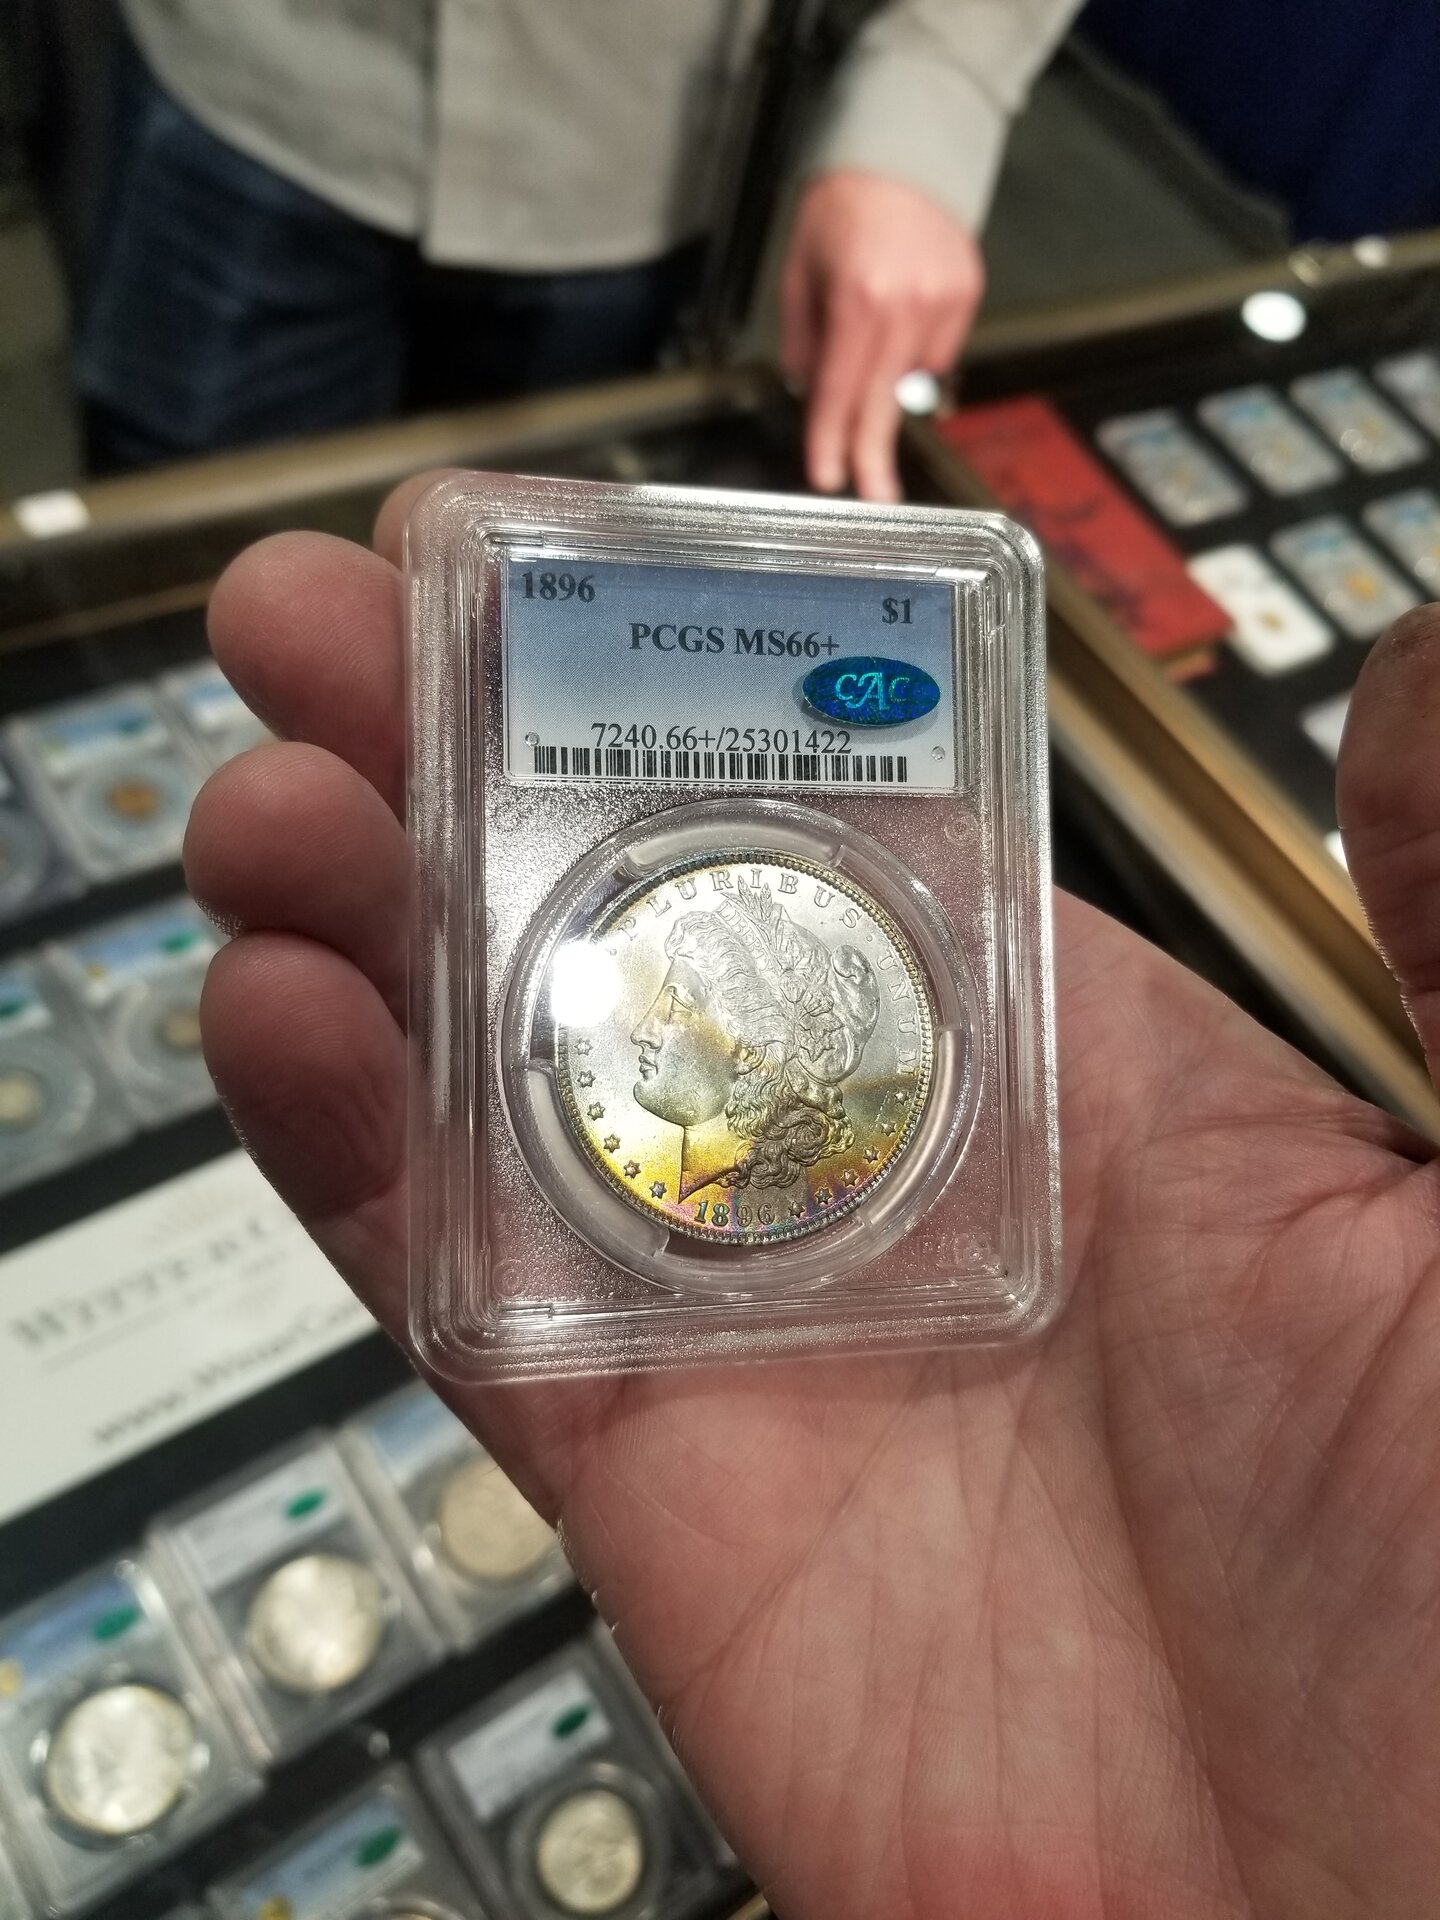 1896
$1
PCGS MS66+
CAC
7240.66+/25301422
PLURIBUS · UNUM
1896